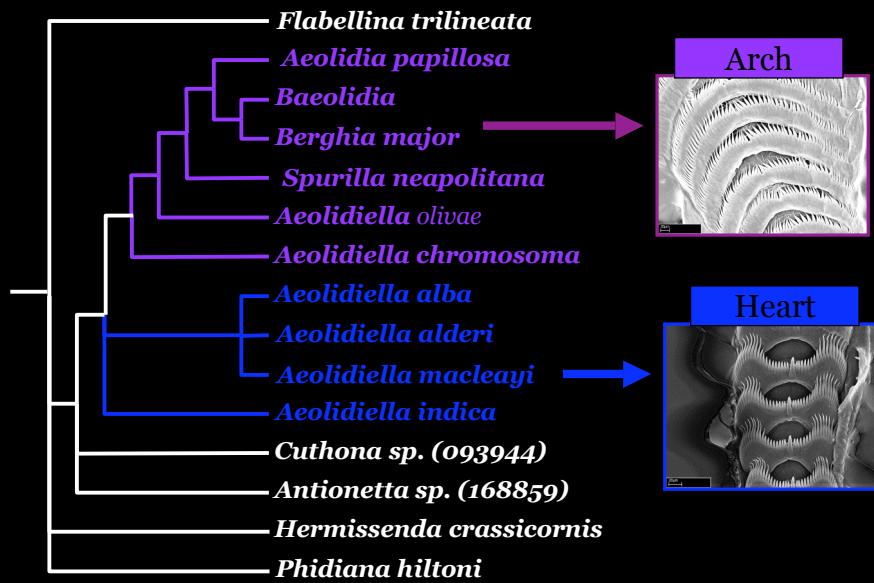 Flabellina trilineata
Aeolidia papillosa
Baeolidia
Berghia major
Spurilla neapolitana
Aeolidiella olivae
Aeolidiella chromosoma
Aeolidiella alba
Aeolidiella alderi
Aeolidiella macleayi
Aeolidiella indica
Cuthona sp. (093944)
Antionetta sp. (168859)
Hermissenda crassicornis
Phidiana hiltoni
Arch
Heart